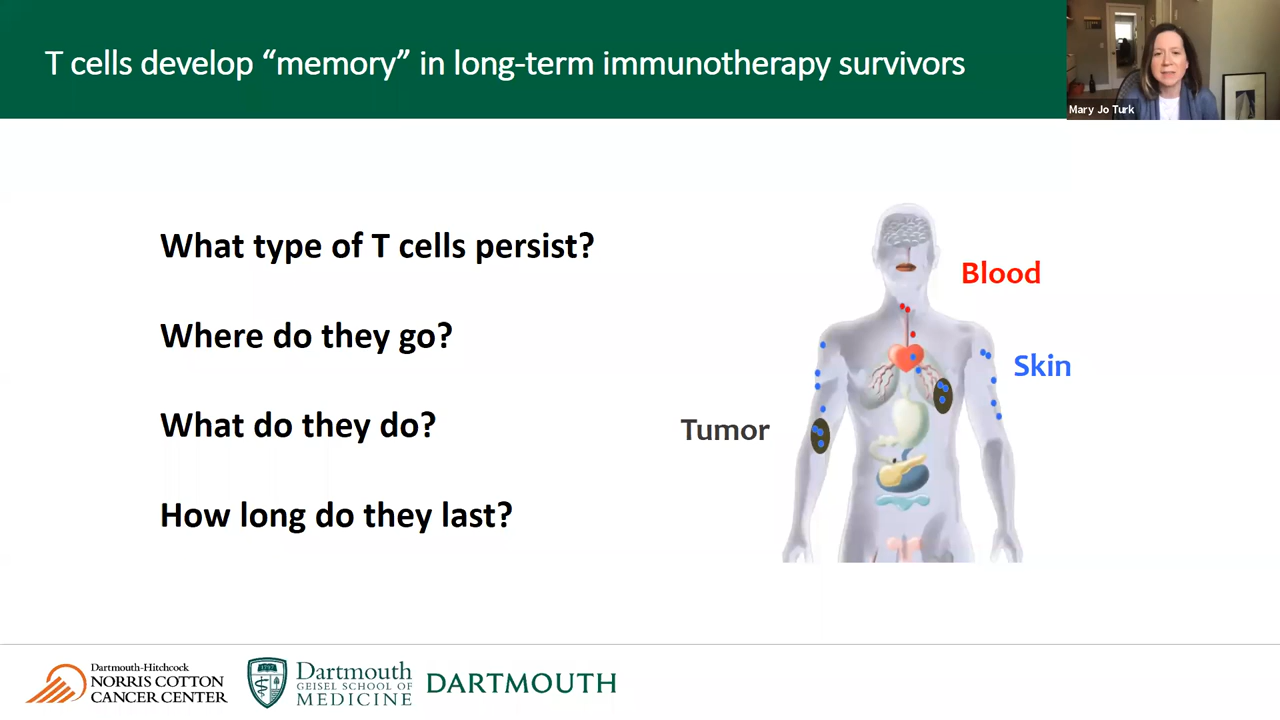 T cells develop “memory” in long-term immunotherapy survivors
Mary Jo Turk
What type of T cells persist?
Where do they go?
What do they do?
How long do they last?
Blood
Skin
Tumor
Dartmouth-Hitchcock
NORRIS COTTON
CANCER CENTER
1797
Dartmouth
GEISEL SCHOOL OF
MEDICINE
DARTMOUTH